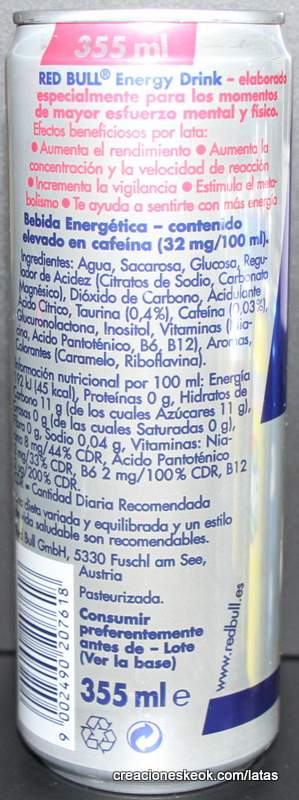 355 ml
RED BULL® Energy Drink – elaborada
especialmente para los momentos
de mayor esfuerzo mental y físico.
Efectos beneficiosos por lata:
• Aumenta el rendimiento • Aumenta la
concentración y la velocidad de reacción
• Incrementa la vigilancia • Estimula el meta-
bolismo • Te ayuda a sentirte con más energía
Bebida Energética – contenido
elevado en cafeína (32 mg/100 ml).
Ingredientes: Agua, Sacarosa, Glucosa, Regu-
lador de Acidez (Citratos de Sodio, Carbonato
Magnésico), Dióxido de Carbono, Acidulante
Ácido Cítrico, Taurina (0,4%), Cafeína (0,03%),
Glucuronolactona, Inositol, Vitaminas (Nia-
cina, Ácido Pantoténico, B6, B12), Aromas,
Colorantes (Caramelo, Riboflavina).
Información nutricional por 100 ml: Energía
192 kJ (45 kcal), Proteínas 0 g, Hidratos de
Carbono 11 g (de los cuales Azúcares 11 g),
Grasas 0 g (de las cuales Saturadas 0 g),
0 g, Sodio 0,04 g, Vitaminas: Nia-
8 mg/44% CDR, Ácido Pantoténico
mg/33% CDR, B6 2 mg/100% CDR, B12
µg/200% CDR.
= Cantidad Diaria Recomendada
dieta variada y equilibrada y un estilo
vida saludable son recomendables.
Red Bull GmbH, 5330 Fuschl am See,
Austria
Pasteurizada.
Consumir
preferentemente
antes de – Lote
(Ver la base)
355 ml e
9 002490 207618
www.redbull.es
creacioneskeok.com/latas